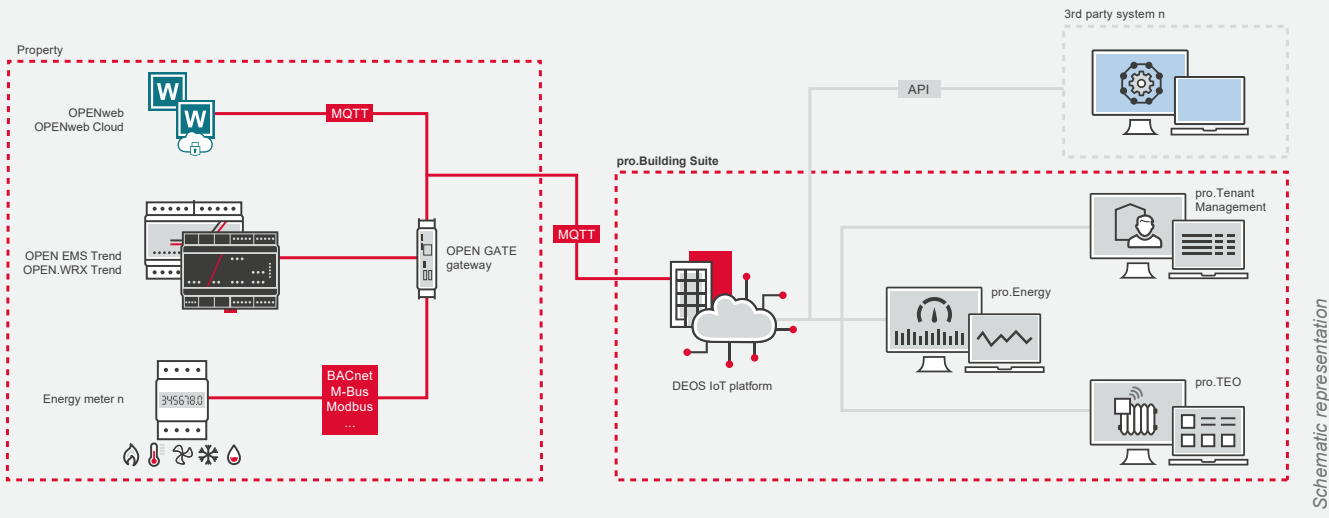 3rd party system n
Property
API
OPENweb
OPENweb Cloud
W
W
MQTT
pro.Building Suite
pro.Tenant
Management
OPEN EMS Trend
OPEN.WRX Trend
OPEN GATE
gateway
MQTT
pro.Energy
DEOS IoT platform
pro.TEO
Energy meter n
345678.0
BACnet
M-Bus
Modbus
...
Schematic representation